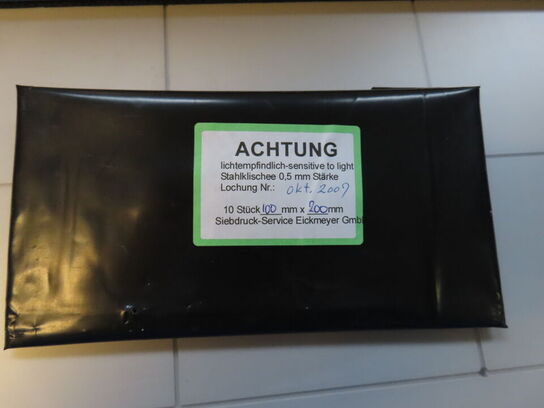 ACHTUNG
lichtempfindlich-sensitive to light
Stahlklischee 0,5 mm Stärke
Lochung Nr.: okt. 2009
10 Stück 100 mm x 200 mm
Siebdruck-Service Eickmeyer GmbH